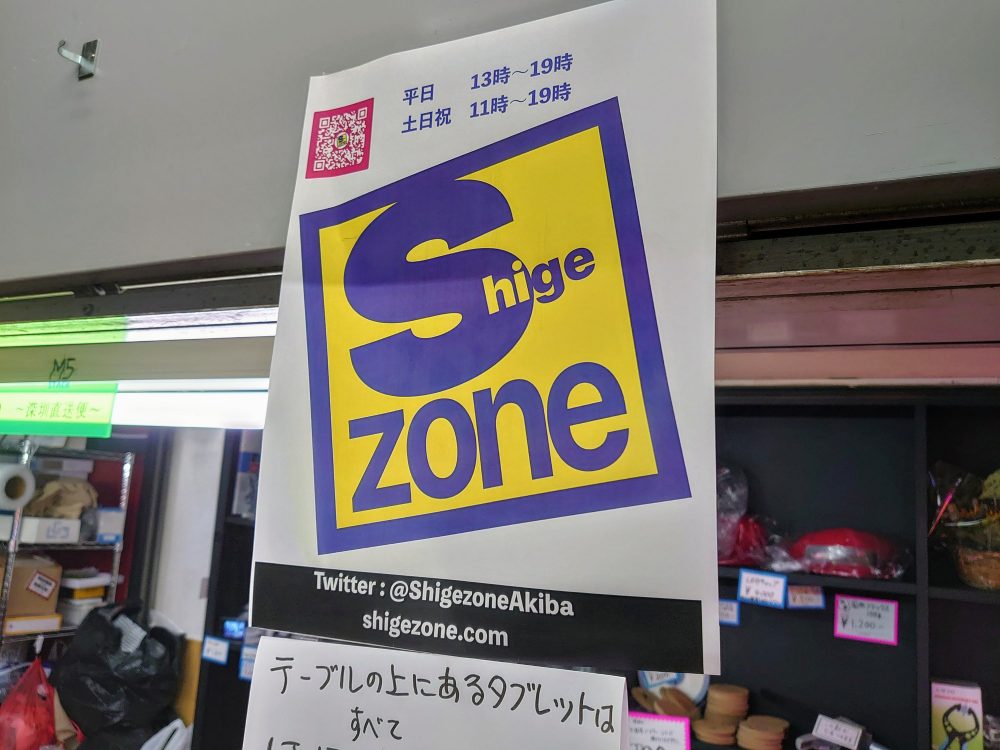 平日 13時～19時
土日祝 11時～19時
Shige
zone
Twitter : @ShigezoneAkiba
shigezone.com
テーブルの上にあるタブレットは
すべて
M5
～深圳直送便～
¥1,200